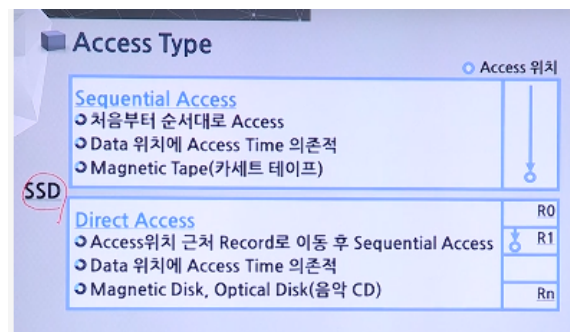 Access Type
Access 위치
Sequential Access
처음부터 순서대로 Access
Data 위치에 Access Time 의존적
Magnetic Tape(카세트 테이프)
SSD
Direct Access
Access위치 근처 Record로 이동 후 Sequential Access
Data 위치에 Access Time 의존적
Magnetic Disk, Optical Disk(음악 CD)
R0
R1
Rn